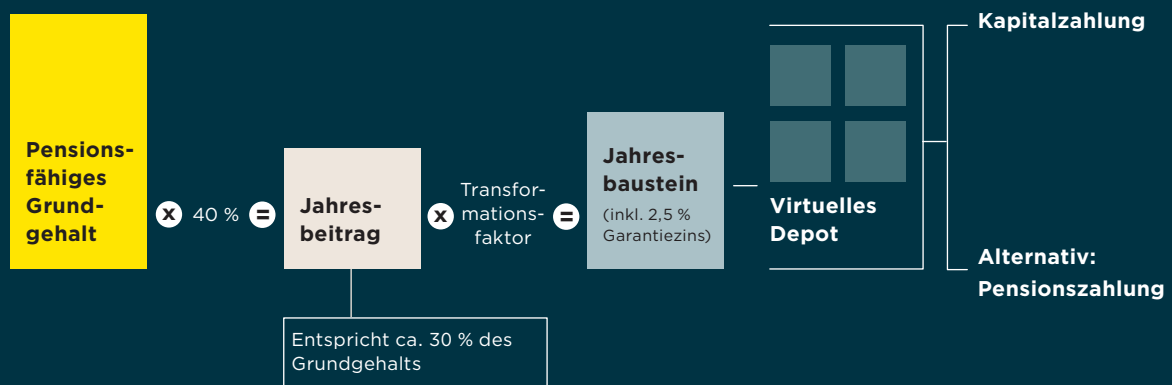 Pensions-
fähiges
Grund-
gehalt
x 40 % =
Jahres-
beitrag
x
Transfor-
mations-
faktor
=
Jahres-
baustein
(inkl. 2,5 %
Garantiezins)
Virtuelles
Depot
Kapitalzahlung
Alternativ:
Pensionszahlung
Entspricht ca. 30 % des
Grundgehalts